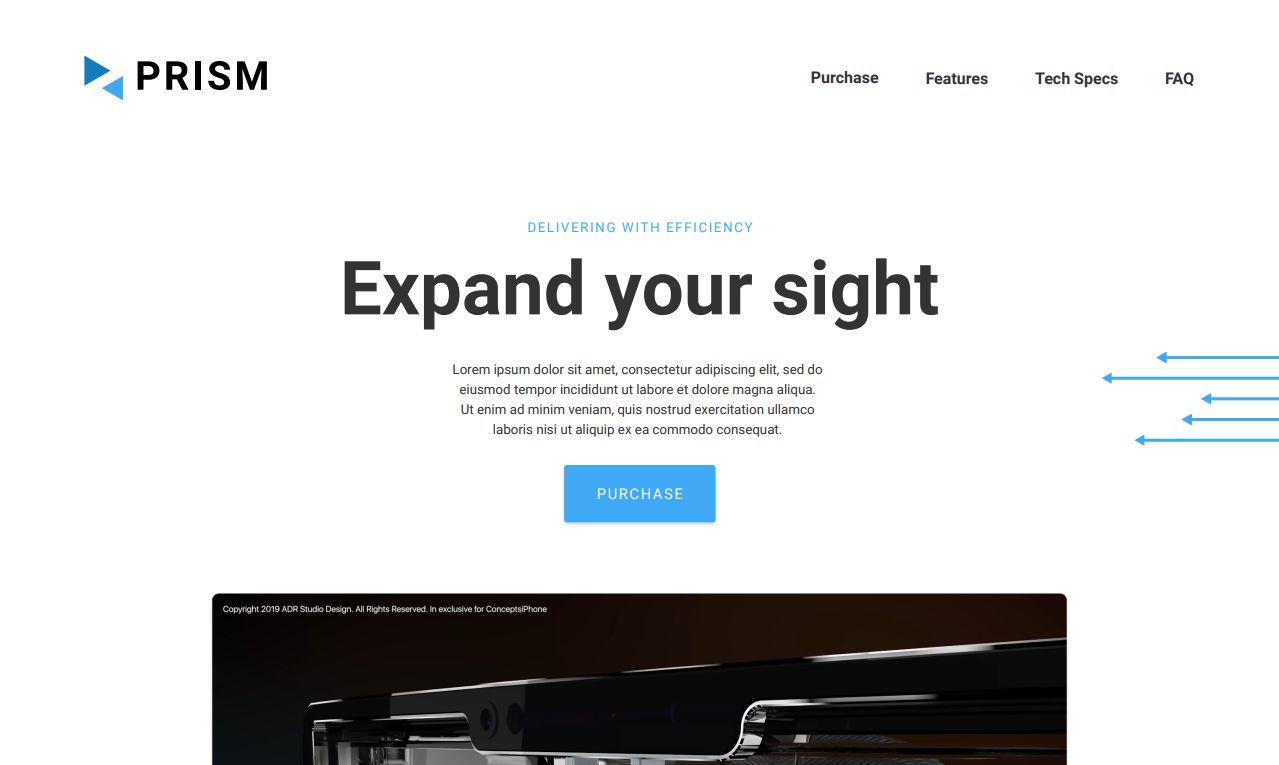 PRISM
Purchase
Features
Tech Specs
FAQ
DELIVERING WITH EFFICIENCY
Expand your sight
Lorem ipsum dolor sit amet, consectetur adipiscing elit, sed do
eiusmod tempor incididunt ut labore et dolore magna aliqua.
Ut enim ad minim veniam, quis nostrud exercitation ullamco
laboris nisi ut aliquip ex ea commodo consequat.
PURCHASE
Copyright 2019 ADR Studio Design. All Rights Reserved. In exclusive for ConceptsiPhone